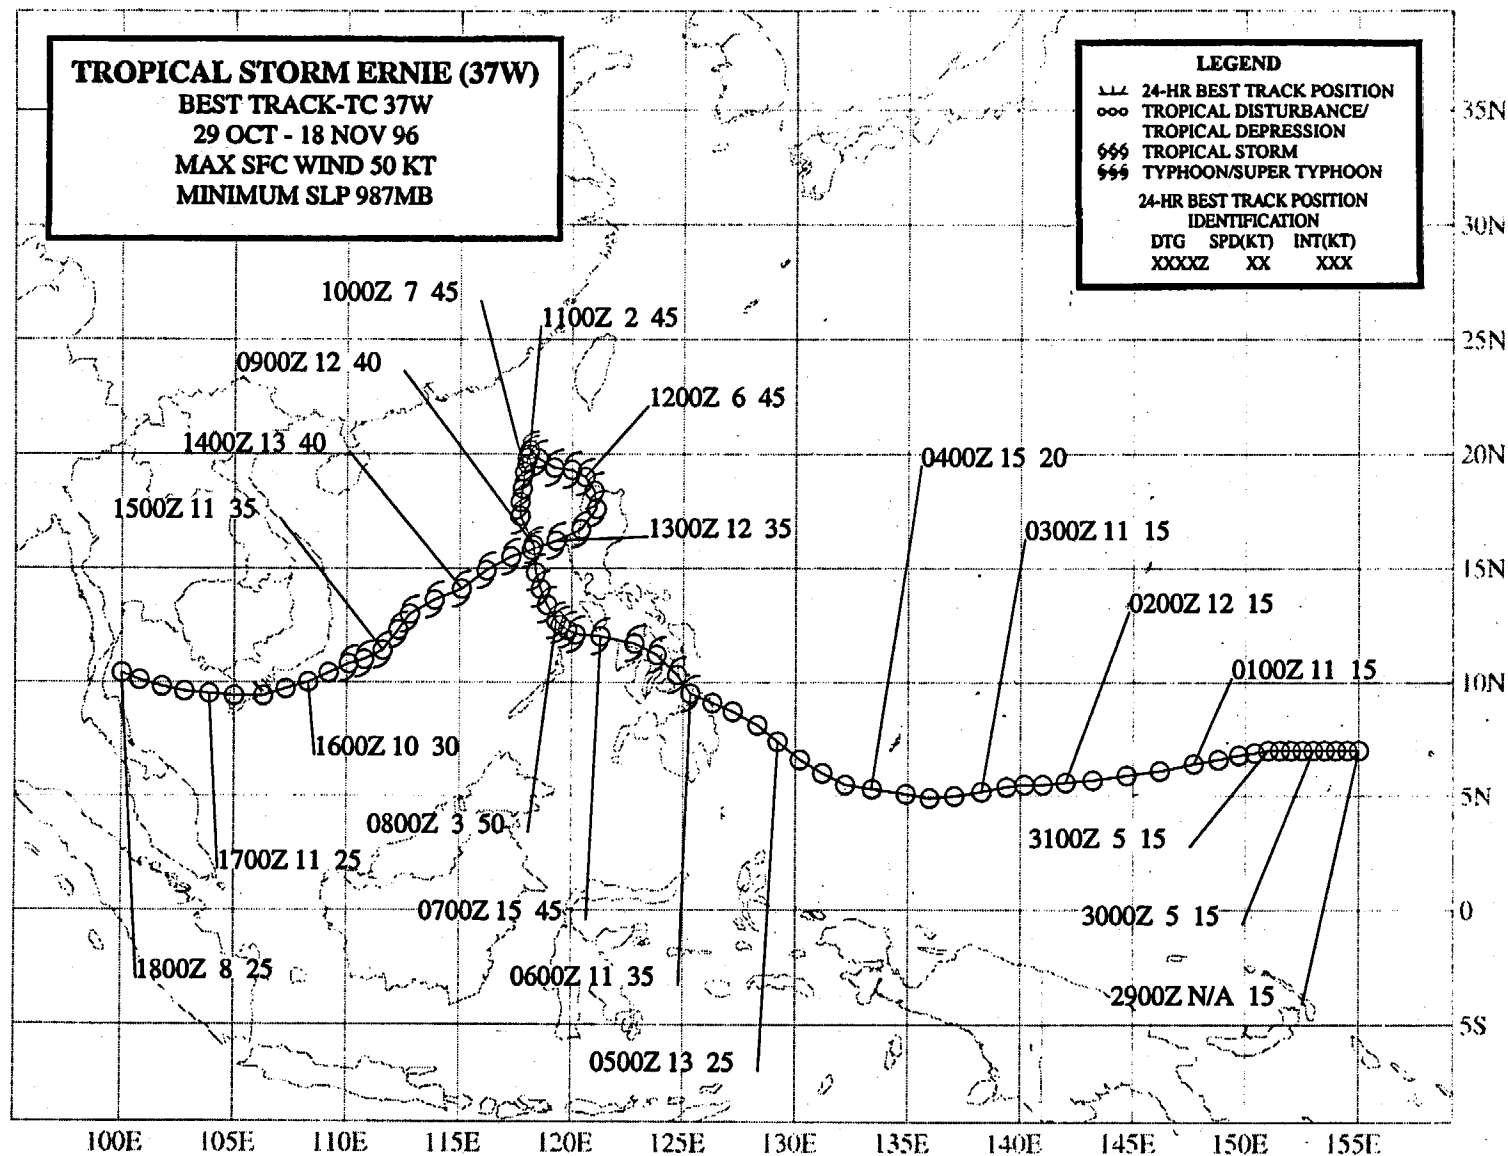 TROPICAL STORM ERNIE (37W)
BEST TRACK-TC 37W
29 OCT - 18 NOV 96
MAX SFC WIND 50 KT
MINIMUM SLP 987MB
LEGEND
24-HR BEST TRACK POSITION
TROPICAL DISTURBANCE/
TROPICAL DEPRESSION
TROPICAL STORM
TYPHOON/SUPER TYPHOON
24-HR BEST TRACK POSITION
IDENTIFICATION
DTG SPD(KT) INT(KT)
XXXXZ XX XXX
35N
30N
1000Z 7 45
1100Z 2 45
25N
0900Z 12 40
1200Z 6 45
1400Z 13 40
0400Z 15 20
20N
1500Z 11 35
1300Z 12 35
0300Z 11 15
15N
0200Z 12 15
0100Z 11 15
10N
1600Z 10 30
5N
0800Z 3 50
3100Z 5 15
1700Z 11 25
0700Z 15 45
3000Z 5 15
0
1800Z 8 25
0600Z 11 35
2900Z N/A 15
5S
0500Z 13 25
100E 105E 110E 115E 120E 125E 130E 135E 140E 145E 150E 155E